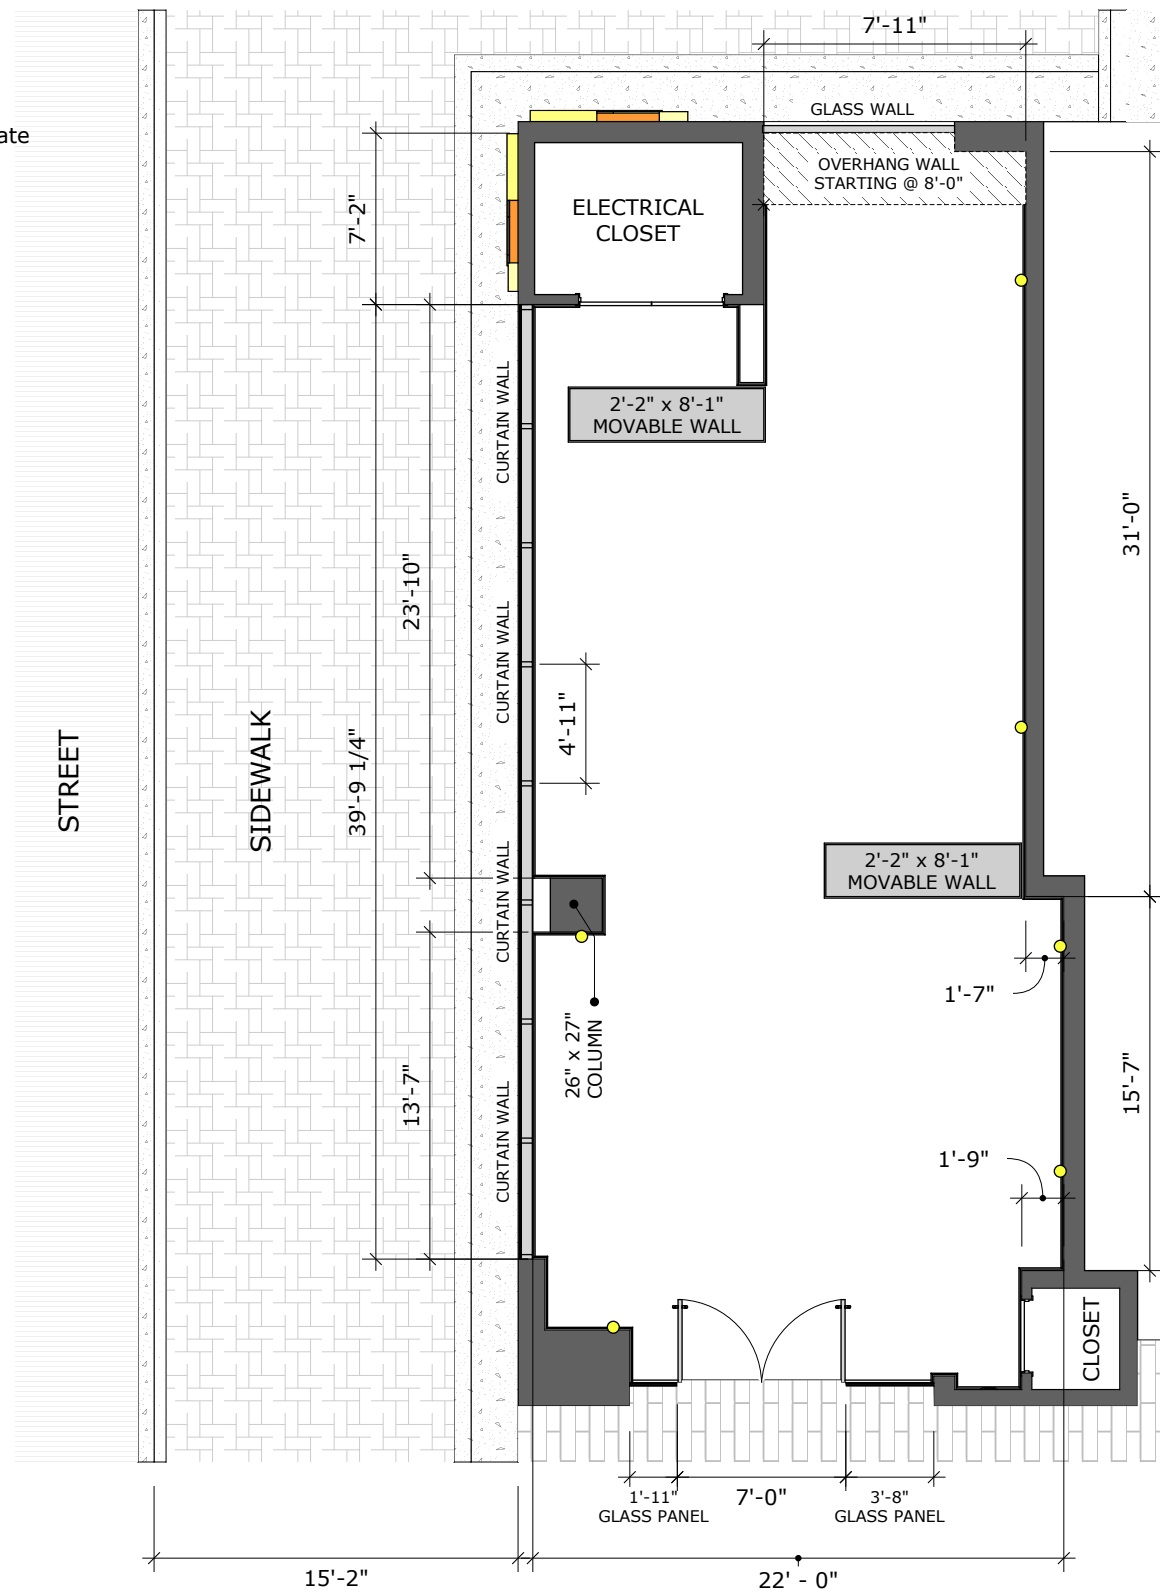 7'-11"
GLASS WALL
ate
OVERHANG WALL
STARTING @ 8'-0"
ELECTRICAL
CLOSET
7'-2"
CURTAIN WALL
2'-2" x 8'-1"
MOVABLE WALL
31'-0"
23'-10"
CURTAIN WALL
4'-11"
STREET
SIDEWALK
39'-9 1/4"
CURTAIN WALL
2'-2" x 8'-1"
MOVABLE WALL
1'-7"
26" x 27"
COLUMN
13'-7"
15'-7"
CURTAIN WALL
1'-9"
CLOSET
1'-11"
GLASS PANEL
7'-0"
3'-8"
GLASS PANEL
15'-2"
22' - 0"